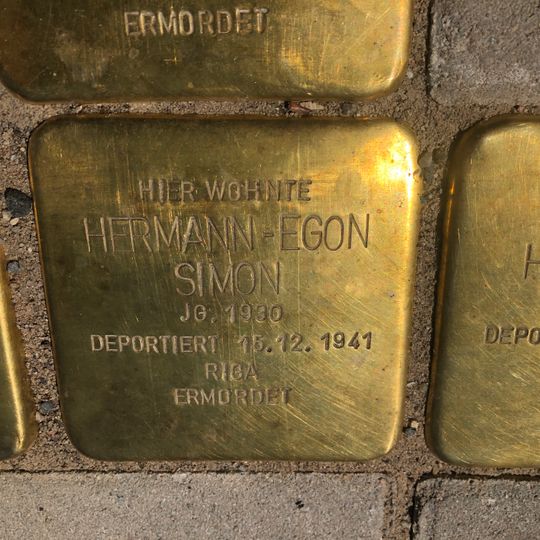 ERMORDET
HIER WOHNTE
HERMANN-EGON
SIMON
JG. 1930
DEPORTIERT 15.12.1941
RIGA
ERMORDET
H
DEPO